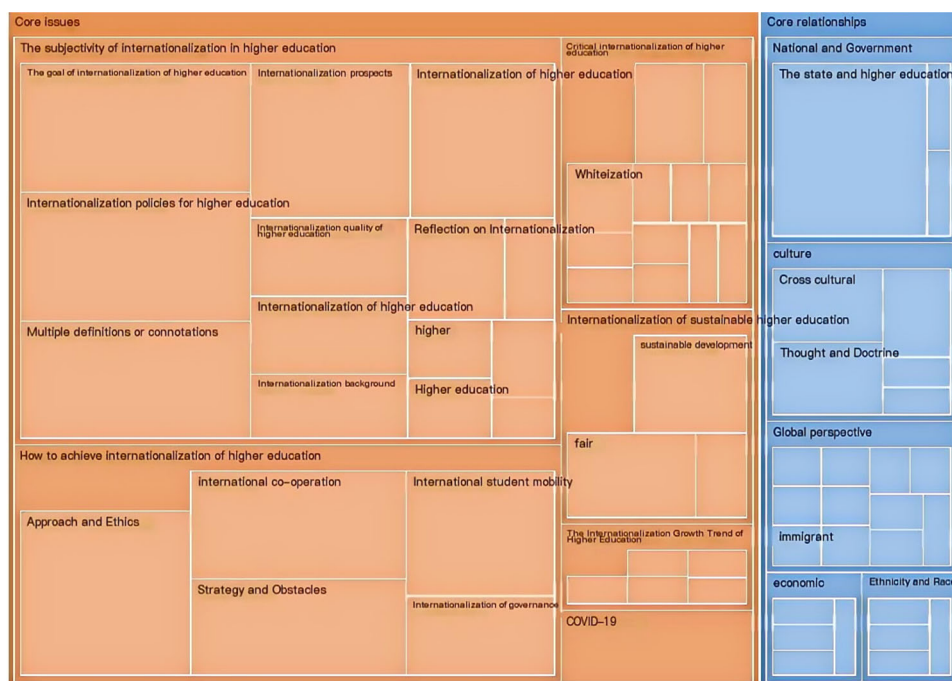 Core issues
The subjectivity of internationalization in higher education
The goal of internationalization of higher education
Internationalization prospects
Internationalization of higher education
Internationalization policies for higher education
Internationalization quality of
higher education
Reflection on Internationalization
Internationalization of higher education
Multiple definitions or connotations
higher
Internationalization background
Higher education
How to achieve internationalization of higher education
Approach and Ethics
international co-operation
International student mobility
Strategy and Obstacles
Internationalization of governance
Critical internationalization of higher
education
Whiteization
Internationalization of sustainable higher education
sustainable development
fair
The Internationalization Growth Trend of
Higher Education
COVID-19
Core relationships
National and Government
The state and higher education
culture
Cross cultural
Thought and Doctrine
Global perspective
immigrant
economic
Ethnicity and Race